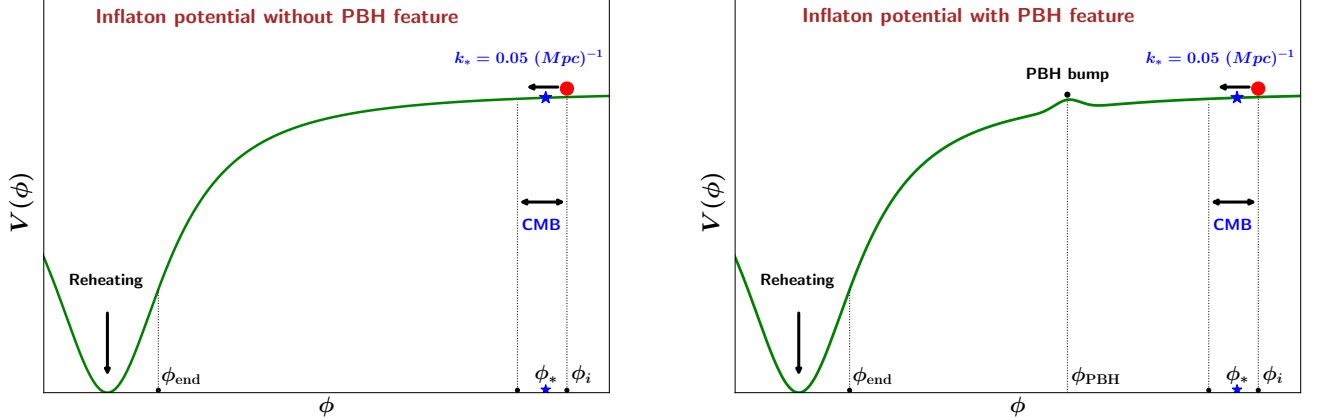 Inflaton potential without PBH feature
k* = 0.05 (Mpc)⁻¹
V(ϕ)
CMB
Reheating
ϕend
ϕ*
ϕi
ϕ
Inflaton potential with PBH feature
k* = 0.05 (Mpc)⁻¹
PBH bump
V(ϕ)
CMB
Reheating
ϕend
ϕPBH
ϕ*
ϕi
ϕ